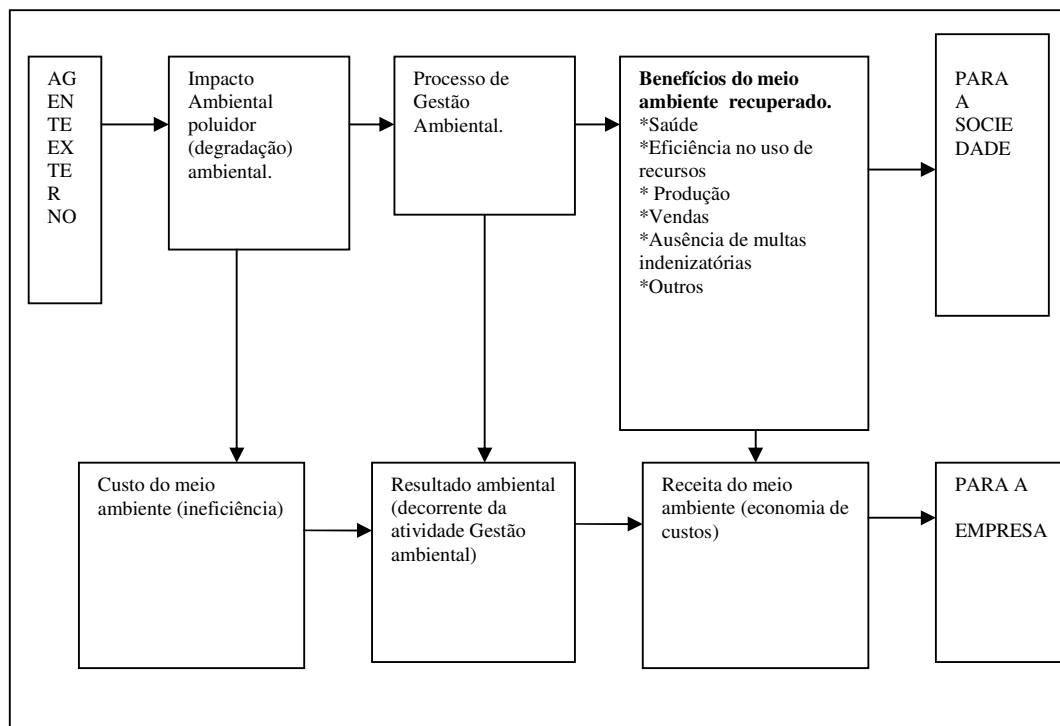 AG
EN
TE
EX
TE
R
NO
Impacto
Ambiental
poluidor
(degradação)
ambiental.
Processo de
Gestão
Ambiental.
Benefícios do meio
ambiente recuperado.
*Saúde
*Eficiência no uso de
recursos
* Produção
*Vendas
*Ausência de multas
indenizatórias
*Outros
PARA
A
SOCIE
DADE
Custo do meio
ambiente (ineficiência)
Resultado ambiental
(decorrente da
atividade Gestão
ambiental)
Receita do meio
ambiente (economia de
custos)
PARA A
EMPRESA